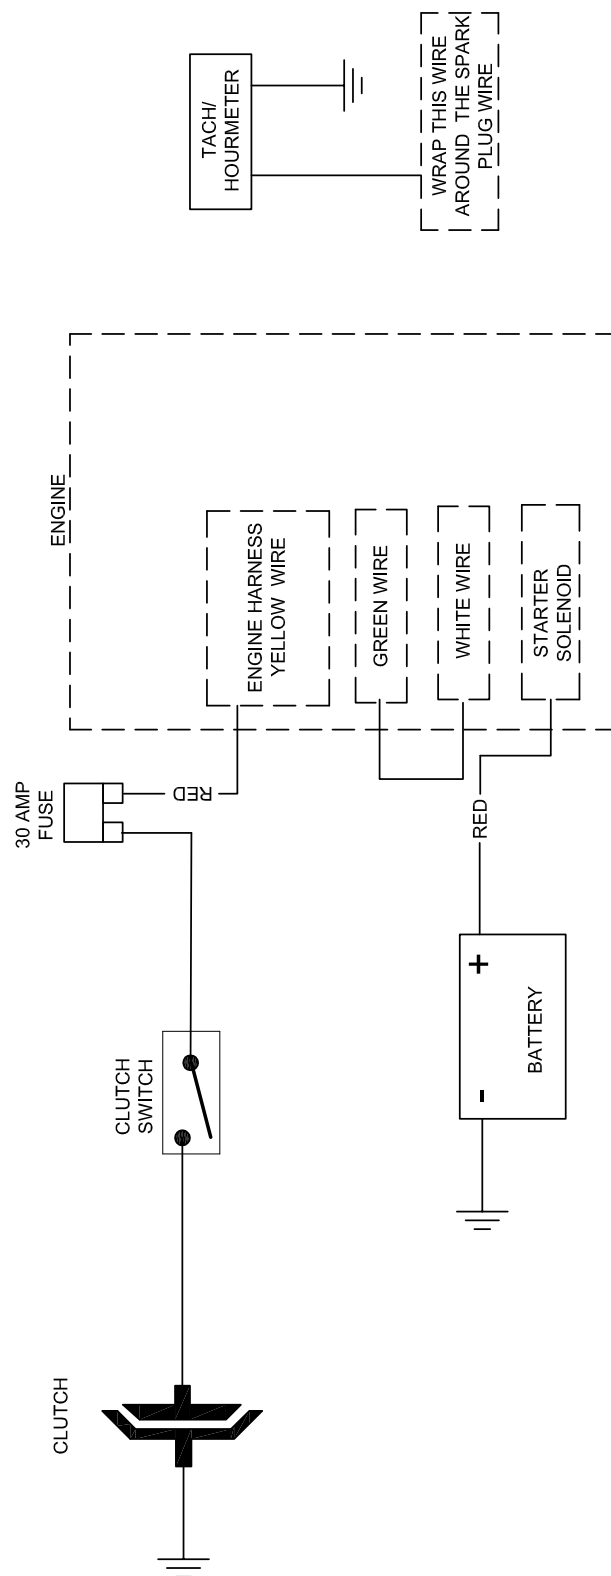 TACH/
HOURMETER
WRAP THIS WIRE
AROUND THE SPARK
PLUG WIRE
ENGINE
ENGINE HARNESS
YELLOW WIRE
GREEN WIRE
WHITE WIRE
STARTER
SOLENOID
30 AMP
FUSE
RED
RED
+
-
BATTERY
CLUTCH
SWITCH
CLUTCH